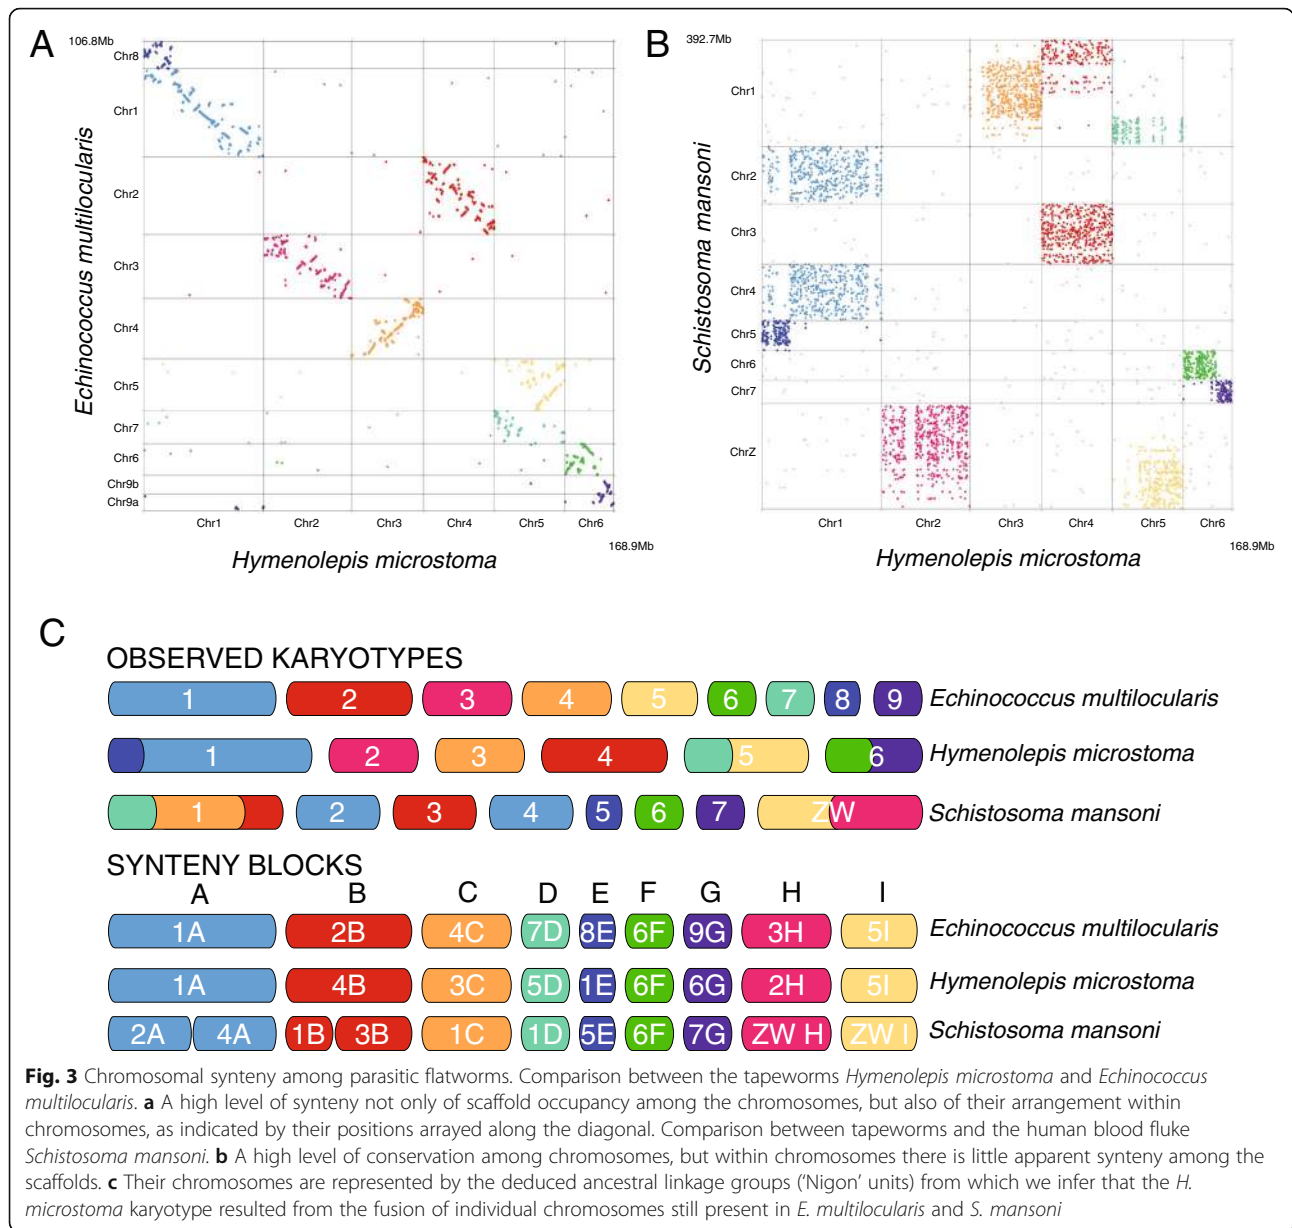 A
106.8Mb
Chr8
Chr1
Chr2
Chr3
Chr4
Chr5
Chr7
Chr6
Chr9b
Chr9a
Echinococcus multilocularis
Chr1 Chr2 Chr3 Chr4 Chr5 Chr6
168.9Mb
Hymenolepis microstoma
B
392.7Mb
Chr1
Chr2
Chr3
Chr4
Chr5
Chr6
Chr7
ChrZ
Schistosoma mansoni
Chr1 Chr2 Chr3 Chr4 Chr5 Chr6
168.9Mb
Hymenolepis microstoma
C
OBSERVED KARYOTYPES
1 2 3 4 5 6 7 8 9 Echinococcus multilocularis
1 2 3 4 5 6 Hymenolepis microstoma
1 2 3 4 5 6 7 ZW Schistosoma mansoni
SYNTENY BLOCKS
A B C D E F G H I
1A 2B 4C 7D 8E 6F 9G 3H 5I Echinococcus multilocularis
1A 4B 3C 5D 1E 6F 6G 2H 5I Hymenolepis microstoma
2A 4A 1B 3B 1C 1D 5E 6F 7G ZW H ZW I Schistosoma mansoni
Fig. 3 Chromosomal synteny among parasitic flatworms. Comparison between the tapeworms Hymenolepis microstoma and Echinococcus
multilocularis. a A high level of synteny not only of scaffold occupancy among the chromosomes, but also of their arrangement within
chromosomes, as indicated by their positions arrayed along the diagonal. Comparison between tapeworms and the human blood fluke
Schistosoma mansoni. b A high level of conservation among chromosomes, but within chromosomes there is little apparent synteny among the
scaffolds. c Their chromosomes are represented by the deduced ancestral linkage groups (‘Nigon’ units) from which we infer that the H.
microstoma karyotype resulted from the fusion of individual chromosomes still present in E. multilocularis and S. mansoni